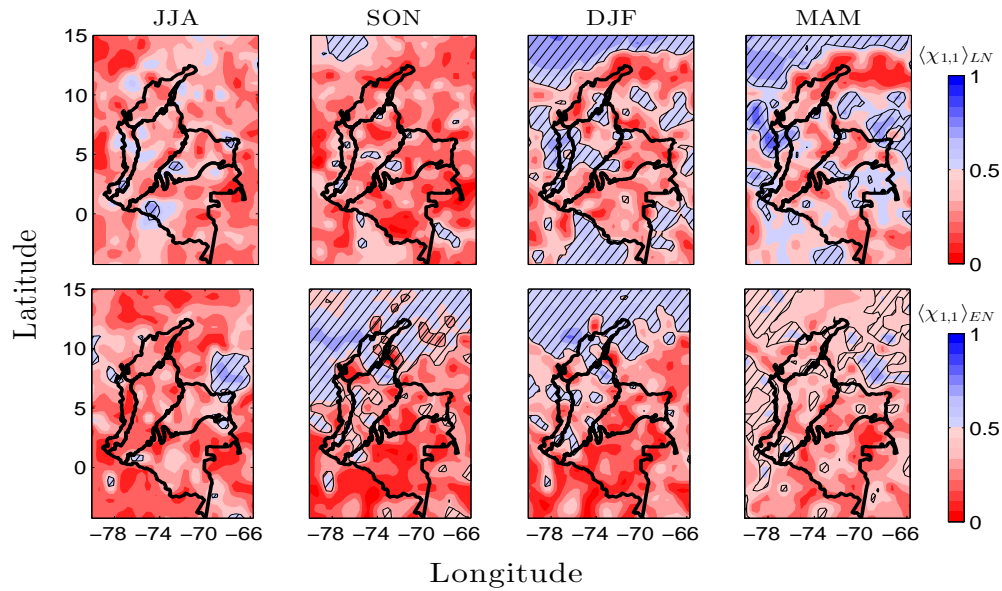 JJA SON DJF MAM
15 10 5 0
⟨χ1,1⟩LN
1 0.5 0
Latitude
15 10 5 0
⟨χ1,1⟩EN
1 0.5 0
−78 −74 −70 −66 −78 −74 −70 −66 −78 −74 −70 −66 −78 −74 −70 −66
Longitude